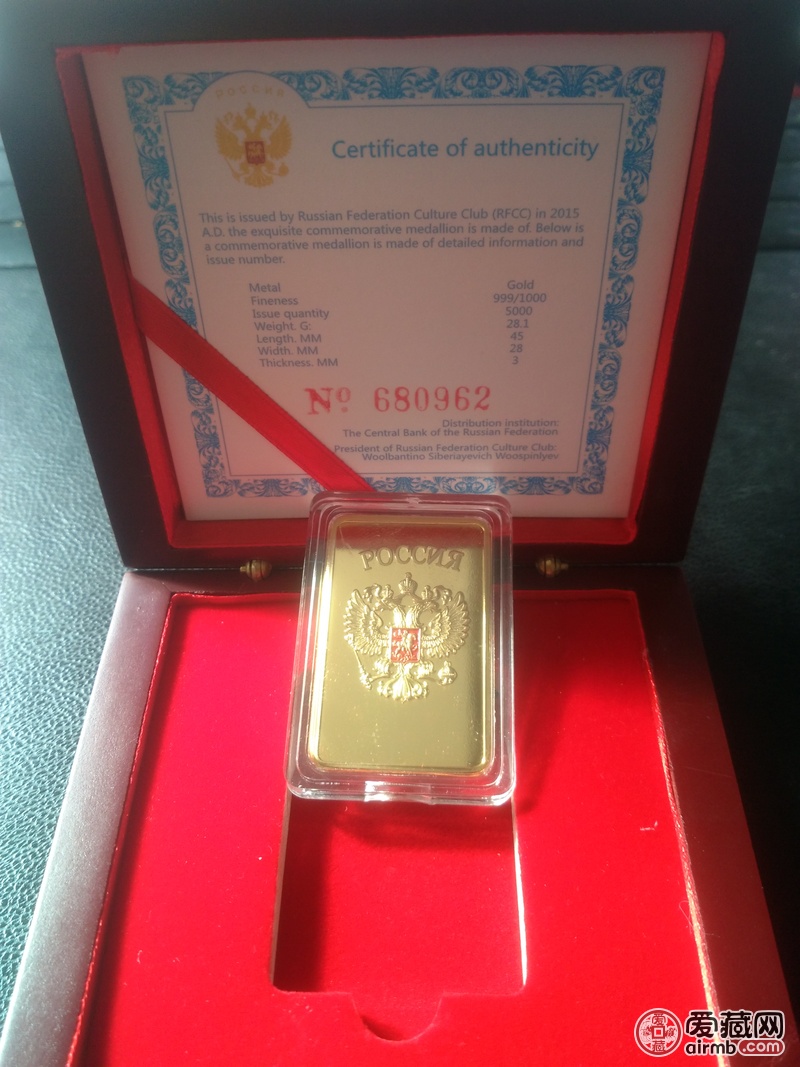 РОССИЯ
Certificate of authenticity
This is issued by Russian Federation Culture Club (RFCC) in 2015
A.D. the exquisite commemorative medallion is made of. Below is
a commemorative medallion is made of detailed information and
issue number.
Metal Gold
Fineness 999/1000
Issue quantity 5000
Weight. G: 28.1
Length. MM 45
Width. MM 28
Thickness. MM 3
Nº 680962
Distribution institution:
The Central Bank of the Russian Federation
President of Russian Federation Culture Club:
Woolbantino Siberiayevich Woospinlyev
РОССИЯ
爱藏网
airmb.com